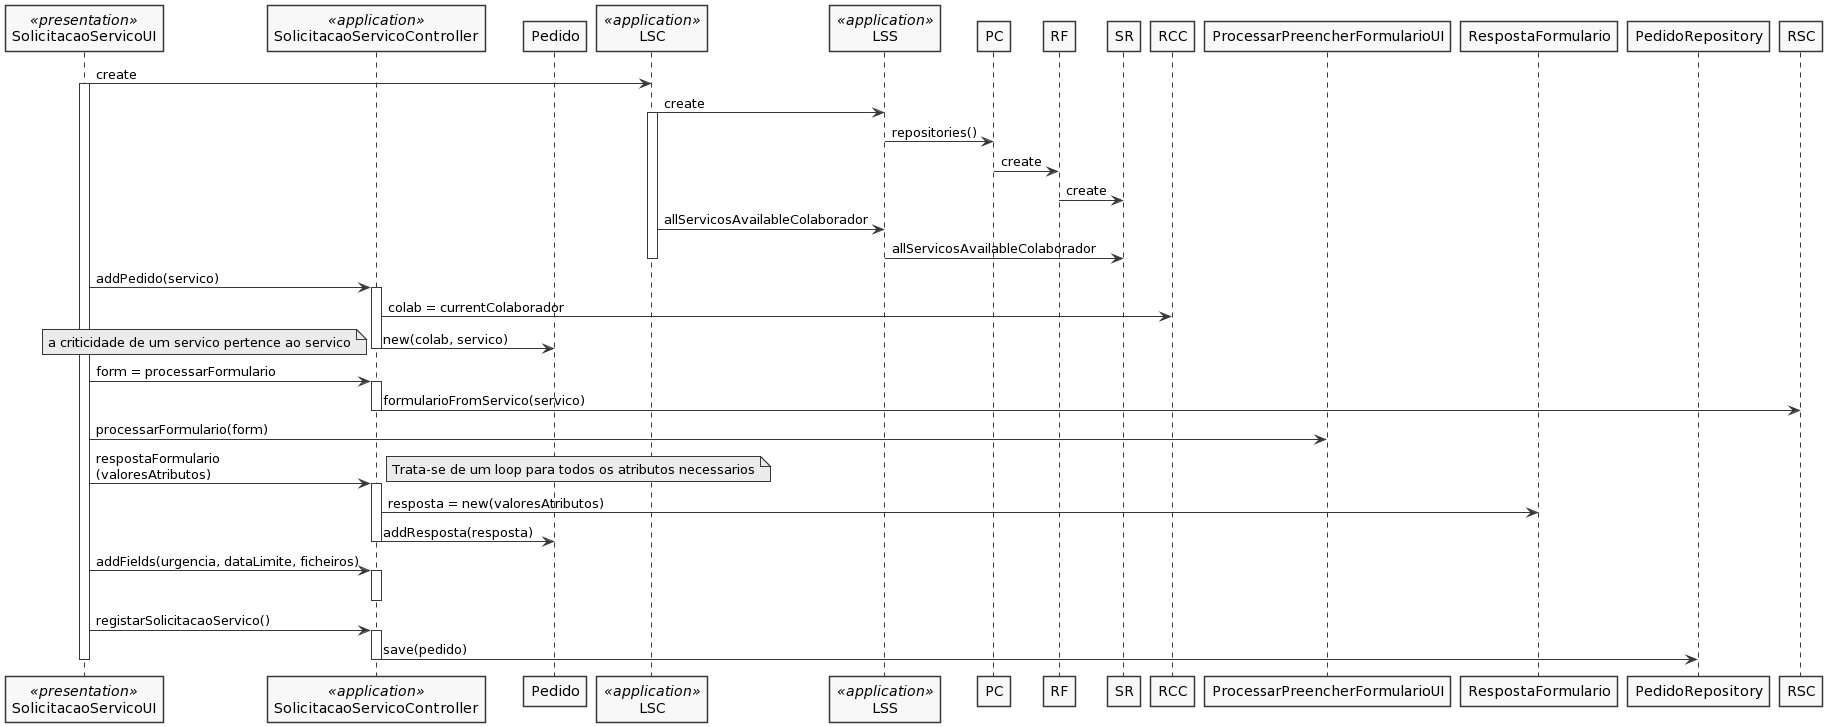 «presentation»
SolicitacaoServicoUI
«application»
SolicitacaoServicoController
Pedido
«application»
LSC
«application»
LSS
PC
RF
SR
RCC
ProcessarPreencherFormularioUI
RespostaFormulario
PedidoRepository
RSC
create
create
repositories()
create
create
allServicosAvailableColaborador
allServicosAvailableColaborador
addPedido(servico)
colab = currentColaborador
a criticidade de um servico pertence ao servico
new(colab, servico)
form = processarFormulario
formularioFromServico(servico)
processarFormulario(form)
respostaFormulario
(valoresAtributos)
Trata-se de um loop para todos os atributos necessarios
resposta = new(valoresAtributos)
addResposta(resposta)
addFields(urgencia, dataLimite, ficheiros)
registarSolicitacaoServico()
save(pedido)
«presentation»
SolicitacaoServicoUI
«application»
SolicitacaoServicoController
Pedido
«application»
LSC
«application»
LSS
PC
RF
SR
RCC
ProcessarPreencherFormularioUI
RespostaFormulario
PedidoRepository
RSC